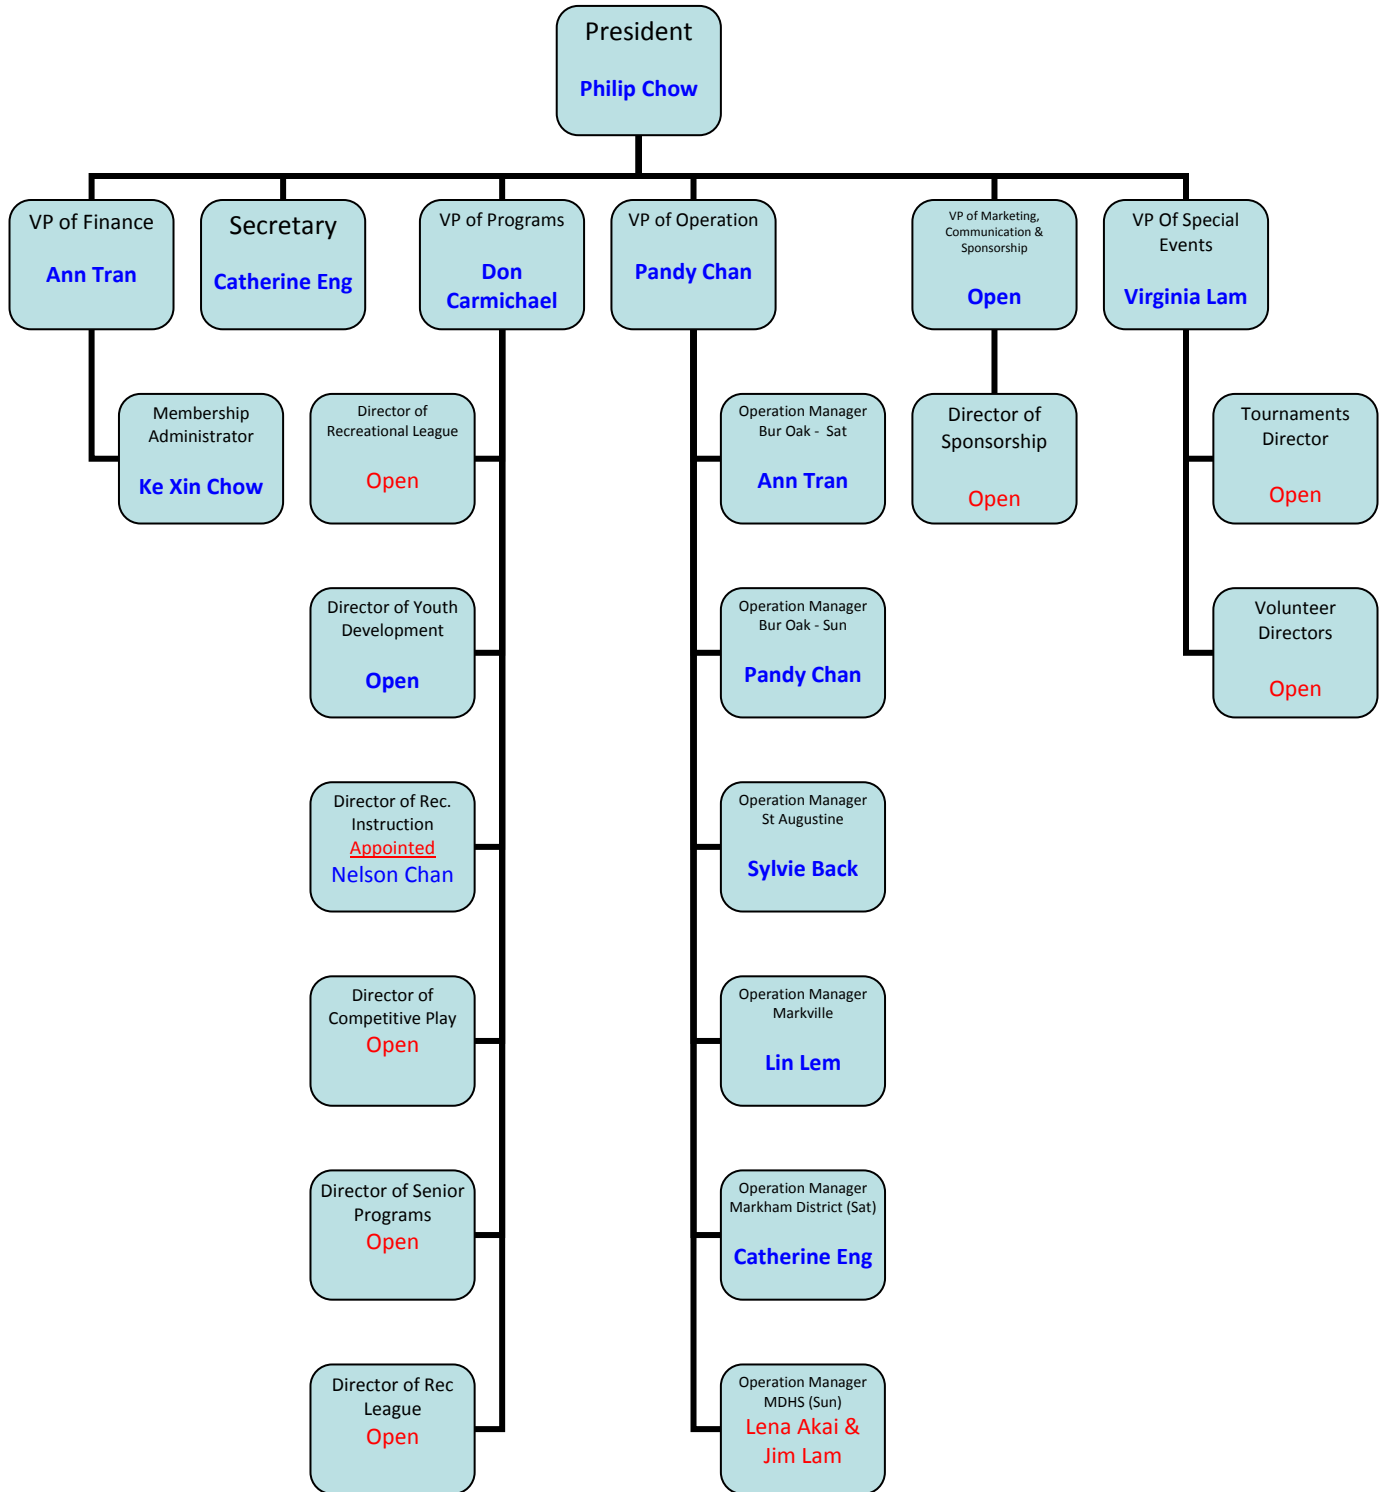 President
Philip Chow
VP of Finance
Ann Tran
Secretary
Catherine Eng
VP of Programs
Don
Carmichael
VP of Operation
Pandy Chan
VP of Marketing,
Communication &
Sponsorship
Open
VP Of Special
Events
Virginia Lam
Membership
Administrator
Ke Xin Chow
Director of
Recreational League
Open
Operation Manager
Bur Oak - Sat
Ann Tran
Director of
Sponsorship
Open
Tournaments
Director
Open
Director of Youth
Development
Open
Operation Manager
Bur Oak - Sun
Pandy Chan
Volunteer
Directors
Open
Director of Rec.
Instruction
Appointed
Nelson Chan
Operation Manager
St Augustine
Sylvie Back
Director of
Competitive Play
Open
Operation Manager
Markville
Lin Lem
Director of Senior
Programs
Open
Operation Manager
Markham District (Sat)
Catherine Eng
Director of Rec
League
Open
Operation Manager
MDHS (Sun)
Lena Akai &
Jim Lam